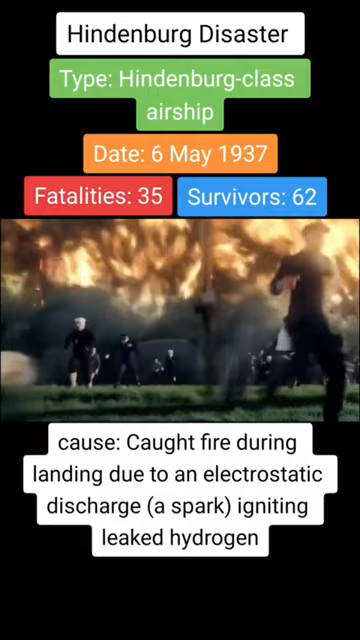 Hindenburg Disaster
Type: Hindenburg-class
airship
Date: 6 May 1937
Fatalities: 35 Survivors: 62
cause: Caught fire during
landing due to an electrostatic
discharge (a spark) igniting
leaked hydrogen